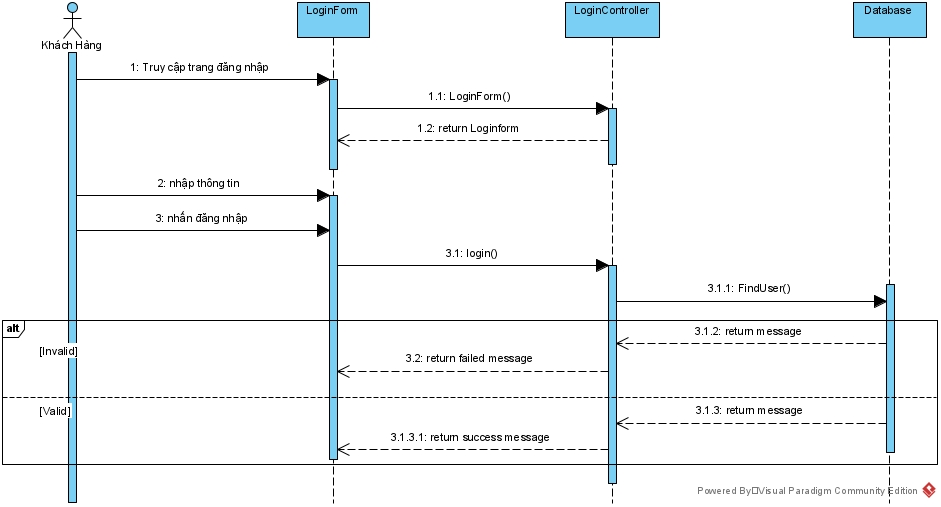 LoginForm
LoginController
Database
Khách Hàng
1: Truy cập trang đăng nhập
1.1: LoginForm()
1.2: return Loginform
2: nhập thông tin
3: nhấn đăng nhập
3.1: login()
3.1.1: FindUser()
alt
3.1.2: return message
[Invalid]
3.2: return failed message
[Valid]
3.1.3: return message
3.1.3.1: return success message
Powered By□Visual Paradigm Community Edition